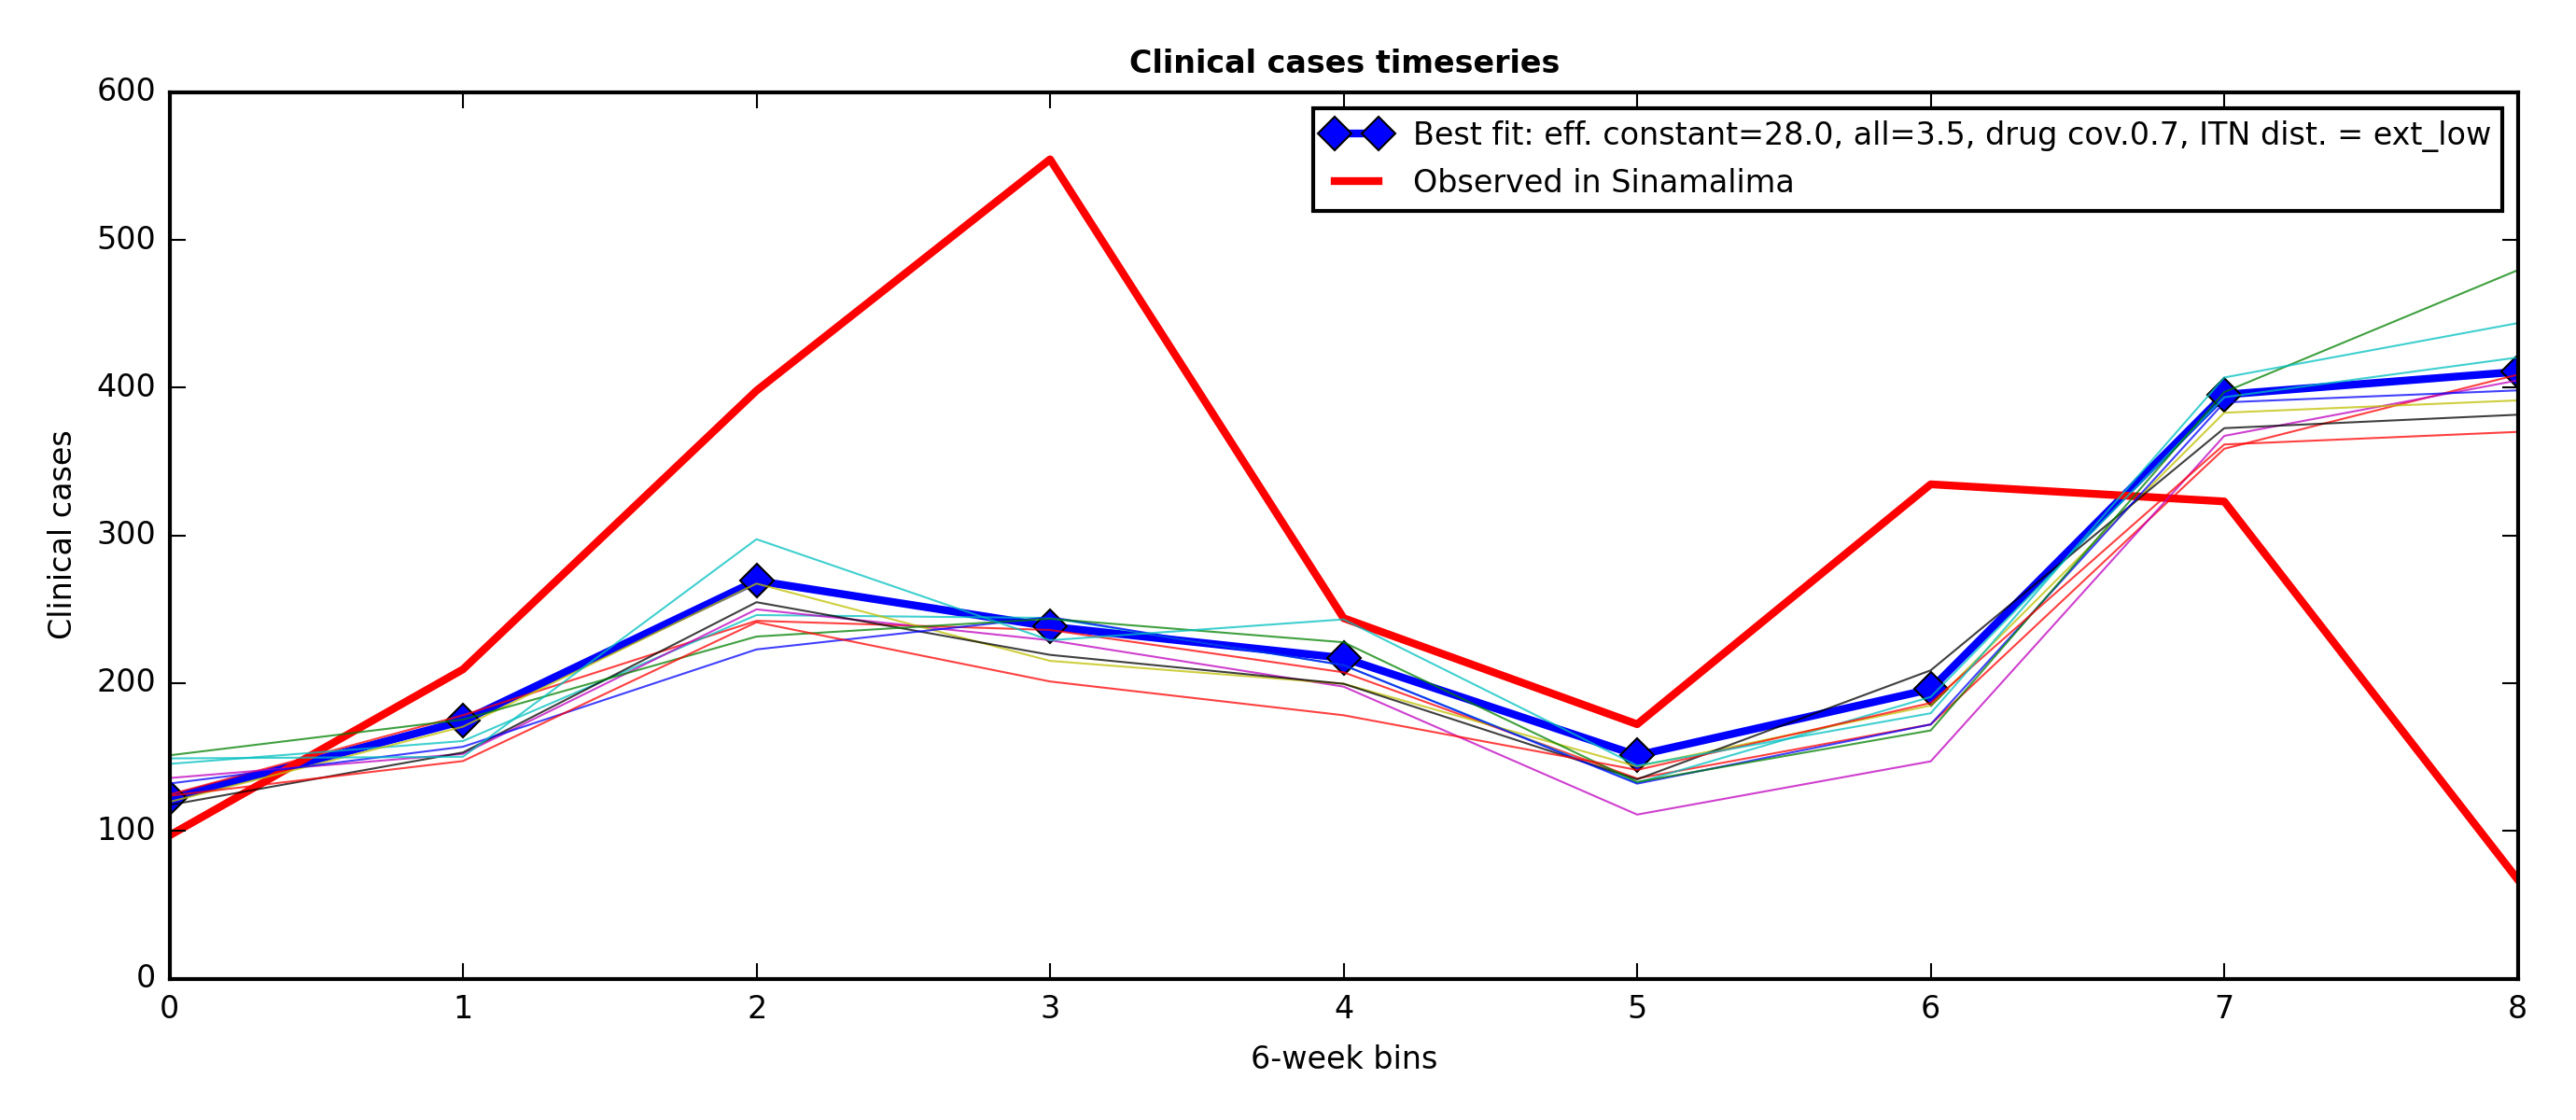 Clinical cases timeseries
600
500
400
300
200
100
0
Clinical cases
Best fit: eff. constant=28.0, all=3.5, drug cov.0.7, ITN dist. = ext_low
Observed in Sinamalima
0 1 2 3 4 5 6 7 8
6-week bins